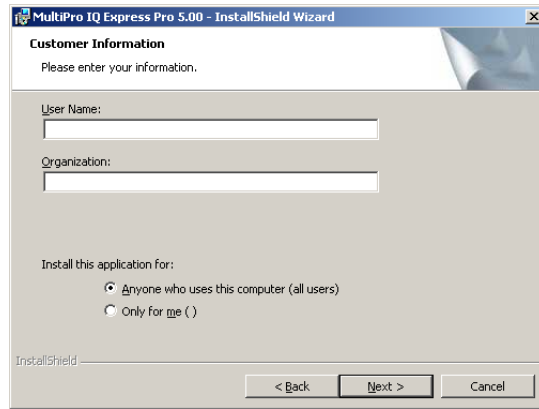 MultiPro IQ Express Pro 5.00 - InstallShield Wizard
Customer Information
Please enter your information.
User Name:
Organization:
Install this application for:
Anyone who uses this computer (all users)
Only for me ( )
InstallShield
< Back
Next >
Cancel